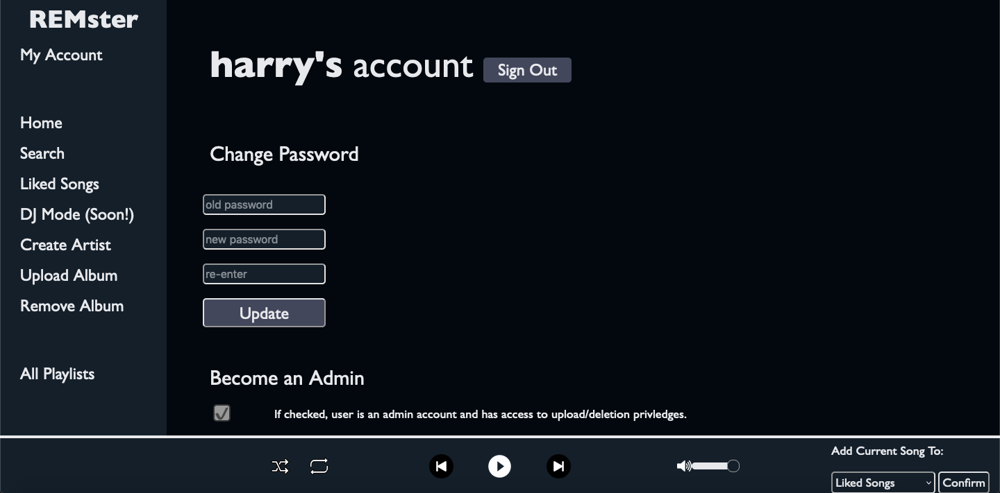 REMster
My Account
Home
Search
Liked Songs
DJ Mode (Soon!)
Create Artist
Upload Album
Remove Album
All Playlists
harry's account
Sign Out
Change Password
old password
new password
re-enter
Update
Become an Admin
If checked, user is an admin account and has access to upload/deletion privledges.
Add Current Song To:
Liked Songs
Confirm